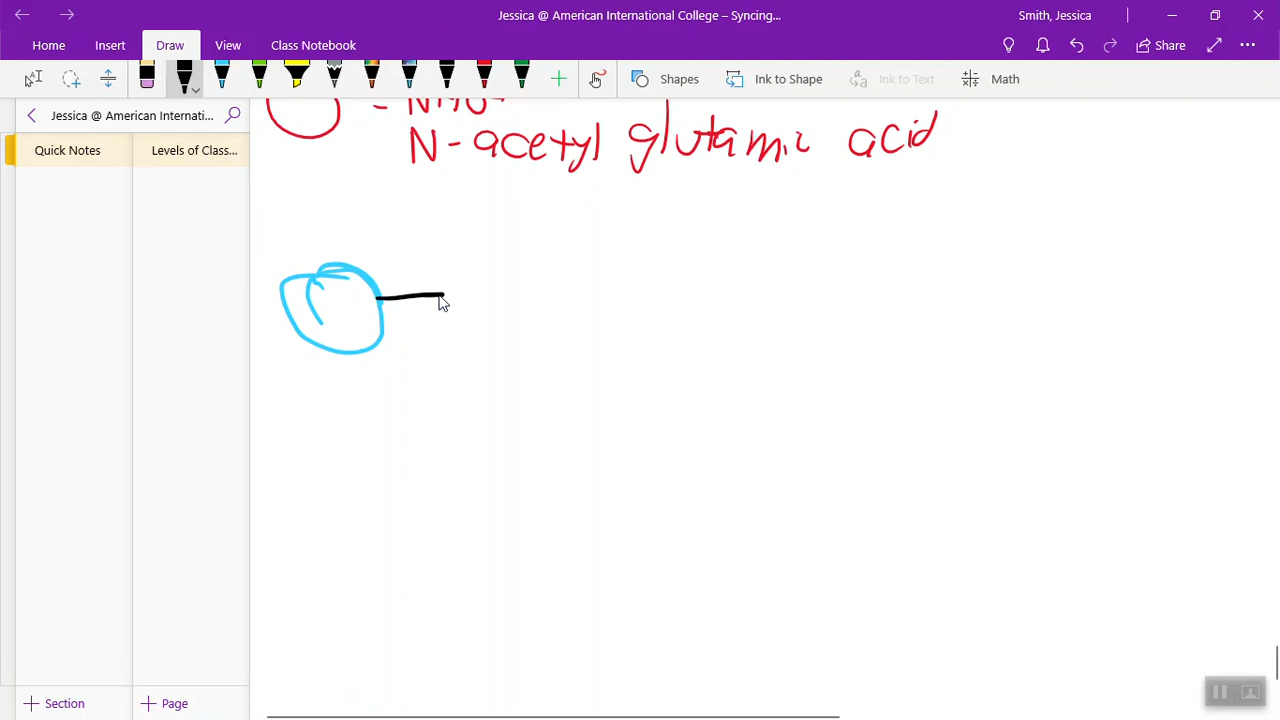 Jessica @ American International College – Syncing...
Smith, Jessica
Home Insert Draw View Class Notebook
Share
Shapes Ink to Shape Ink to Text Math
Jessica @ American Internati...
Quick Notes
Levels of Class...
N-acetyl glutamic acid
Section
Page